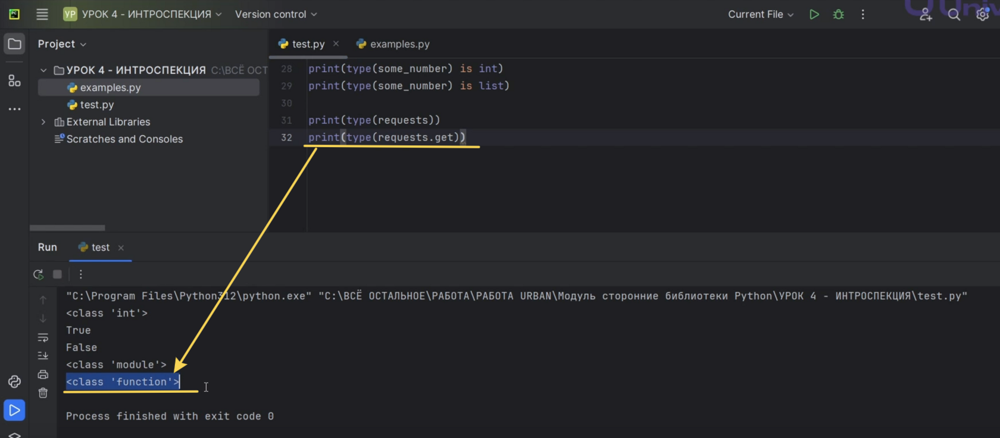 PC УР УРОК 4 - ИНТРОСПЕКЦИЯ Version control Current File
Project
test.py examples.py
УРОК 4 - ИНТРОСПЕКЦИЯ C:\ВСЁ ОСТ
examples.py
test.py
External Libraries
Scratches and Consoles
28 print(type(some_number) is int)
29 print(type(some_number) is list)
30
31 print(type(requests))
32 print(type(requests.get))
Run test
"C:\Program Files\Python312\python.exe" "C:\ВСЁ ОСТАЛЬНОЕ\РАБОТА\РАБОТА URBAN\Модуль сторонние библиотеки Python\УРОК 4 - ИНТРОСПЕКЦИЯ\test.py"
<class 'int'>
True
False
<class 'module'>
<class 'function'>
Process finished with exit code 0